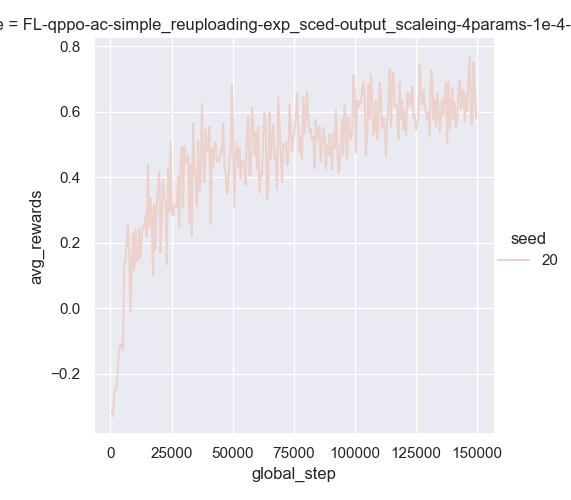 e = FL-qppo-ac-simple_reuploading-exp_sced-output_scaleing-4params-1e-4-
0.8
0.6
0.4
0.2
0.0
−0.2
avg_rewards
0 25000 50000 75000 100000 125000 150000
global_step
seed
20